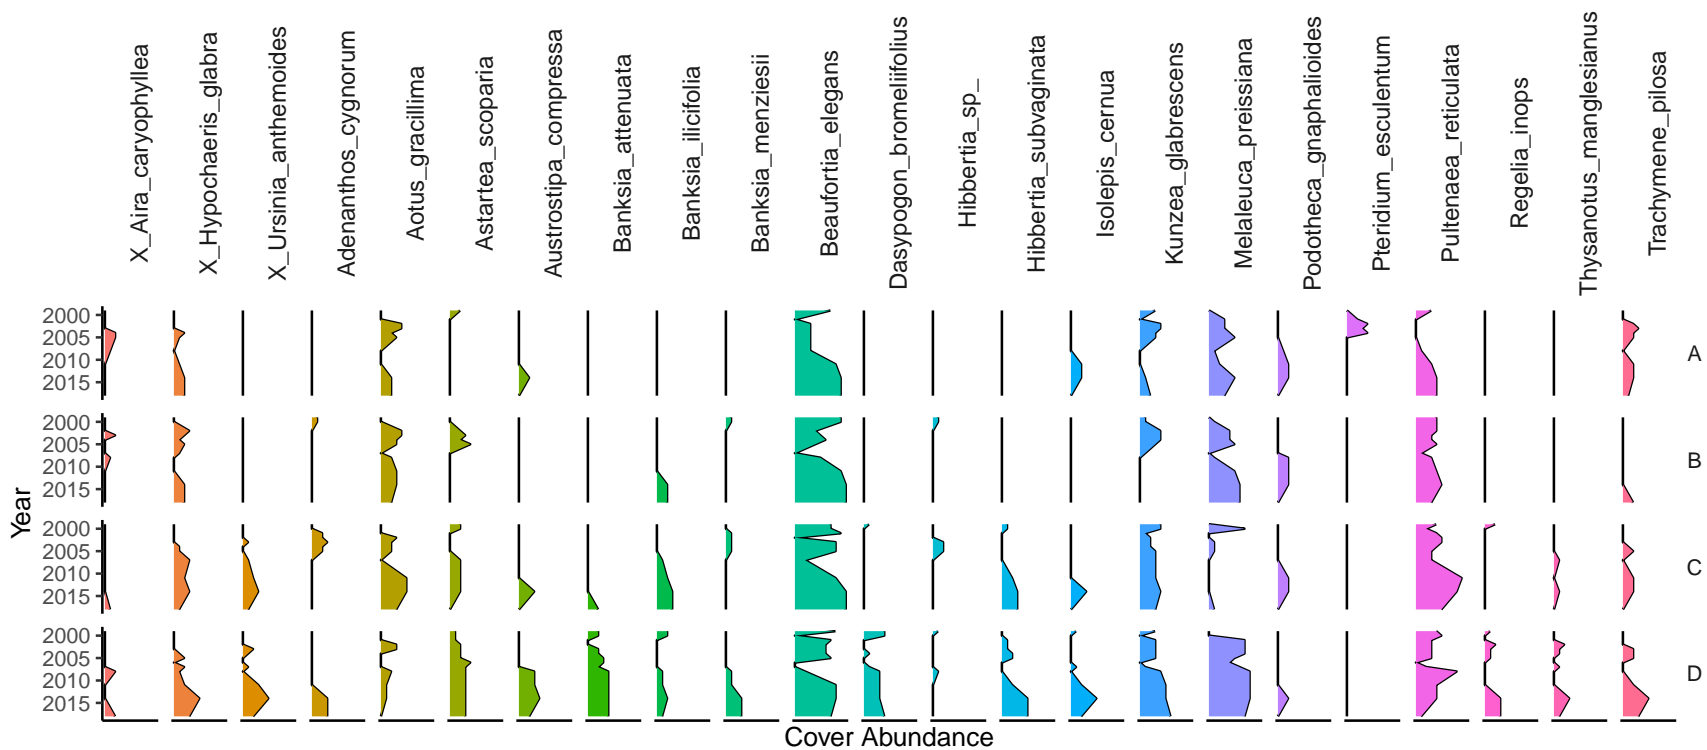 X_Aira_caryophyllea
X_Hypochaeris_glabra
X_Ursinia_anthemoides
Adenanthos_cygnorum
Aotus_gracillima
Astartea_scoparia
Austrostipa_compressa
Banksia_attenuata
Banksia_ilicifolia
Banksia_menziesii
Beaufortia_elegans
Dasypogon_bromeliifolius
Hibbertia_sp_
Hibbertia_subvaginata
Isolepis_cernua
Kunzea_glabrescens
Melaleuca_preissiana
Podotheca_gnaphalioides
Pteridium_esculentum
Pultenaea_reticulata
Regelia_inops
Thysanotus_manglesianus
Trachymene_pilosa
Year
2000
2005
2010
2015
A
2000
2005
2010
2015
B
2000
2005
2010
2015
C
2000
2005
2010
2015
D
Cover Abundance